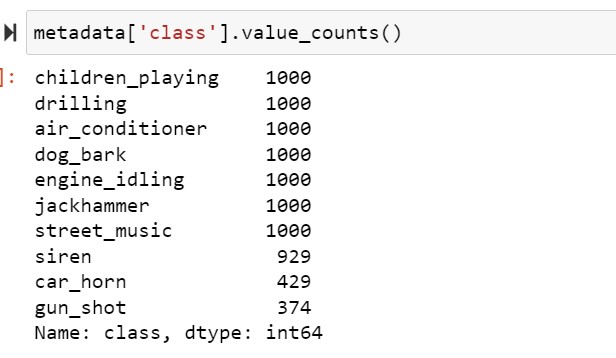 metadata['class'].value_counts()
]:
children_playing    1000
drilling            1000
air_conditioner     1000
dog_bark            1000
engine_idling       1000
jackhammer          1000
street_music        1000
siren                929
car_horn             429
gun_shot             374
Name: class, dtype: int64